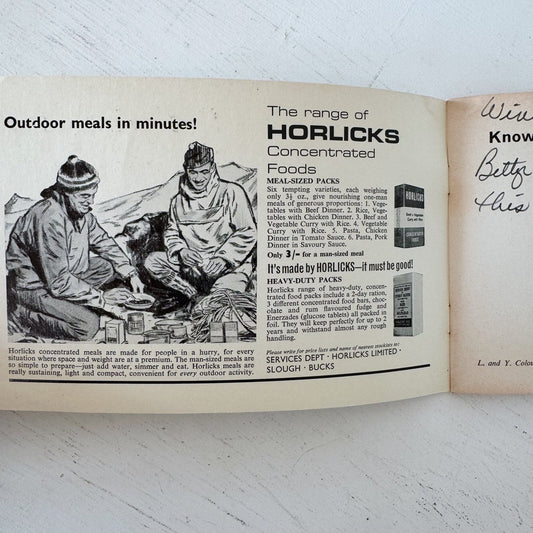 Outdoor meals in minutes!
Horlicks concentrated meals are made for people in a hurry, for every
situation where space and weight are at a premium. The man-sized meals are
so simple to prepare—just add water, simmer and eat. Horlicks meals are
really sustaining, light and compact, convenient for every outdoor activity.
The range of
HORLICKS
Concentrated
Foods
MEAL-SIZED PACKS
Six tempting varieties, each weighing
only 3½ oz., give nourishing one-man
meals of generous proportions: 1. Vege-
tables with Beef Dinner. 2. Rice, Vege-
tables with Chicken Dinner. 3. Beef and
Vegetable Curry with Rice. 4. Vegetable
Curry with Rice. 5. Pasta, Chicken
Dinner in Tomato Sauce. 6. Pasta, Pork
Dinner in Savoury Sauce.
Only 3/— for a man-sized meal
HORLICKS
It's made by HORLICKS—it must be good!
HEAVY-DUTY PACKS
Horlicks range of heavy-duty, concen-
trated food packs include a 2-day ration,
3 different concentrated food bars, choc-
olate and rum flavoured fudge and
Enerzades (glucose tablets) all packed in
foil. They will keep perfectly for up to 2
years and withstand almost any rough
handling.
Please write for price lists and name of nearest stockists to:
SERVICES DEPT · HORLICKS LIMITED ·
SLOUGH · BUCKS
Know
this
L. and Y. Colou